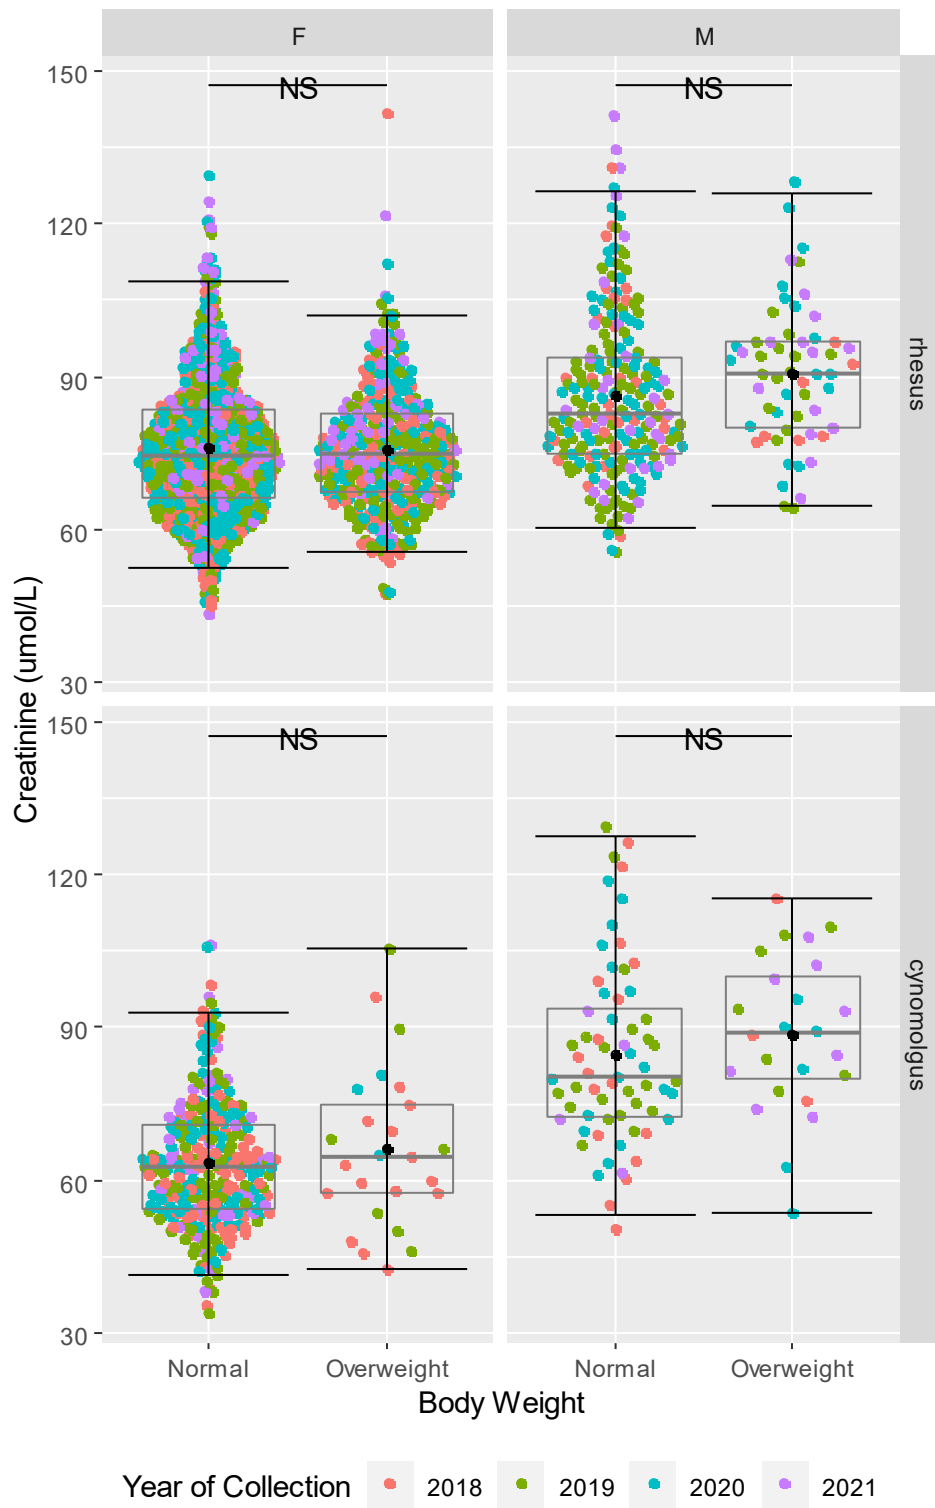 F M
NS NS
150
120
90
60
30
rhesus
Creatinine (umol/L)
NS NS
150
120
90
60
30
cynomolgus
Normal Overweight Normal Overweight
Body Weight
Year of Collection 2018 2019 2020 2021